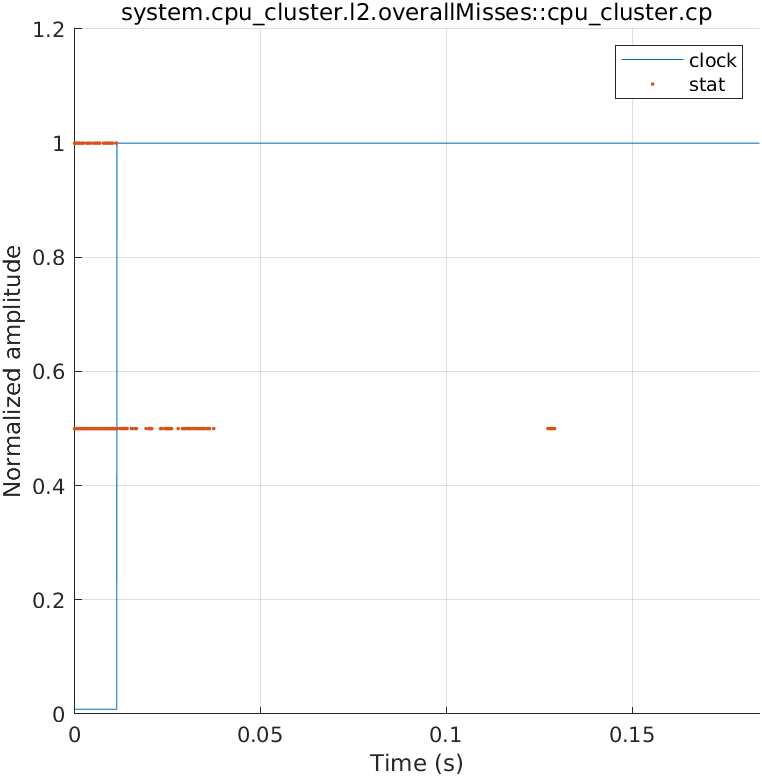 system.cpu_cluster.l2.overallMisses::cpu_cluster.cp
1.2
clock
stat
1
0.8
0.6
0.4
0.2
0
Normalized amplitude
0 0.05 0.1 0.15
Time (s)